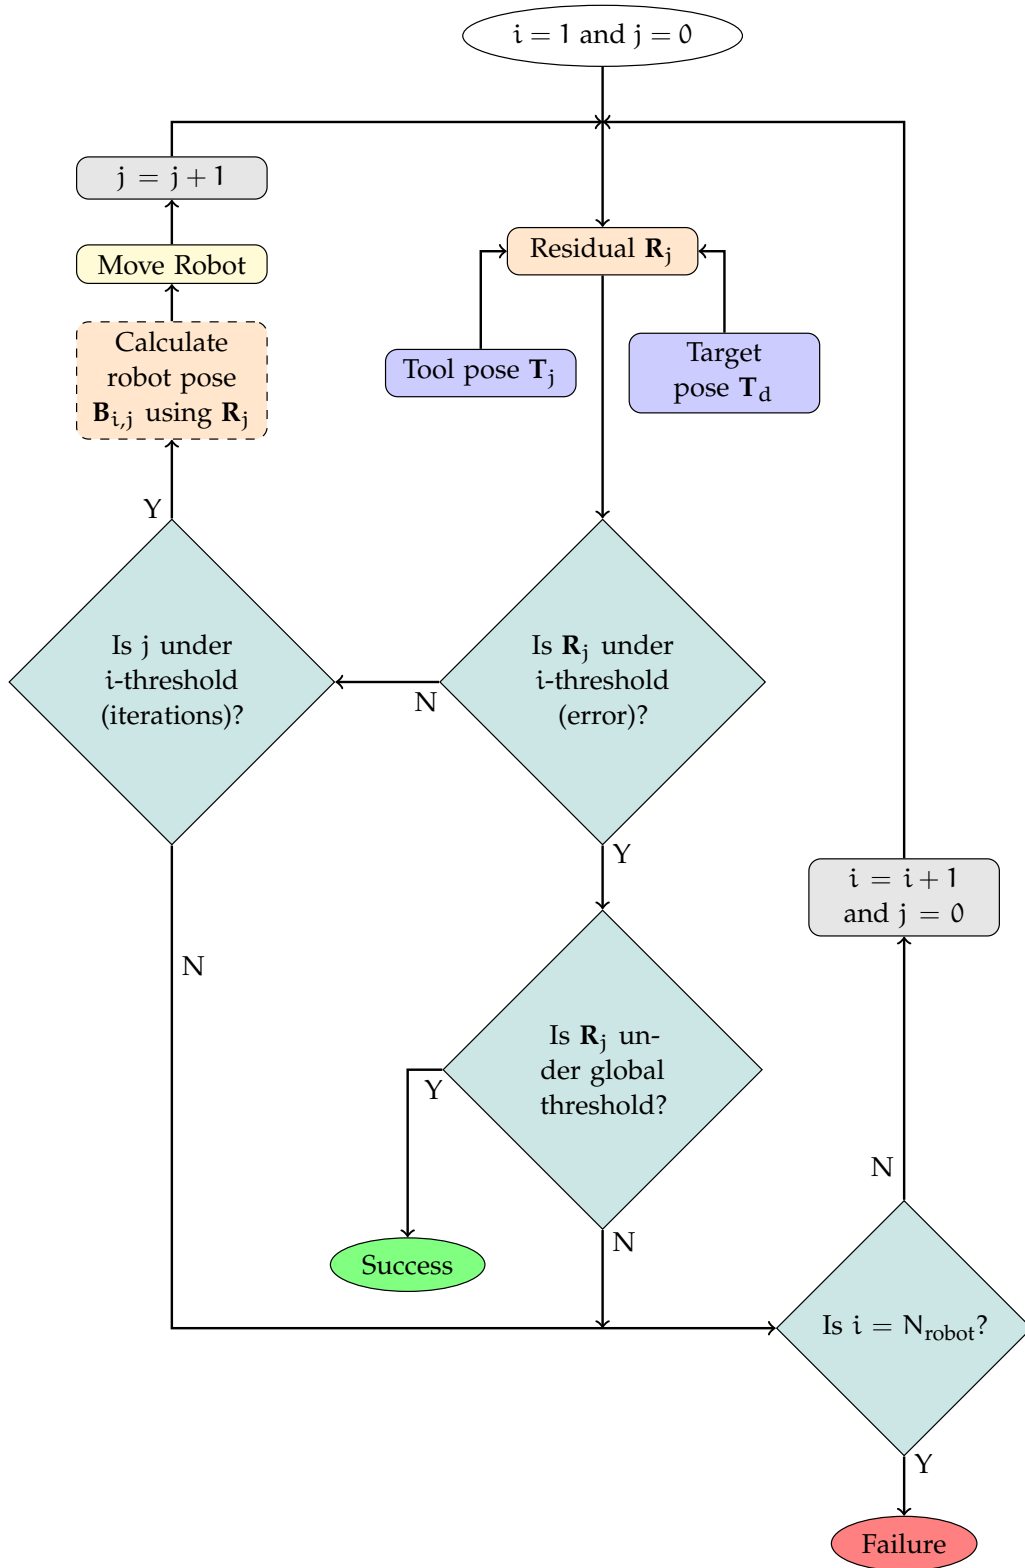 i = 1 and j = 0
j = j + 1
Residual R_j
Move Robot
Calculate
robot pose
B_{i,j} using R_j
Tool pose T_j
Target
pose T_d
Y
Is j under
i-threshold
(iterations)?
N
Is R_j under
i-threshold
(error)?
Y
i = i + 1
and j = 0
N
Is R_j un-
der global
threshold?
Y
N
N
Success
Is i = N_robot?
Y
Failure